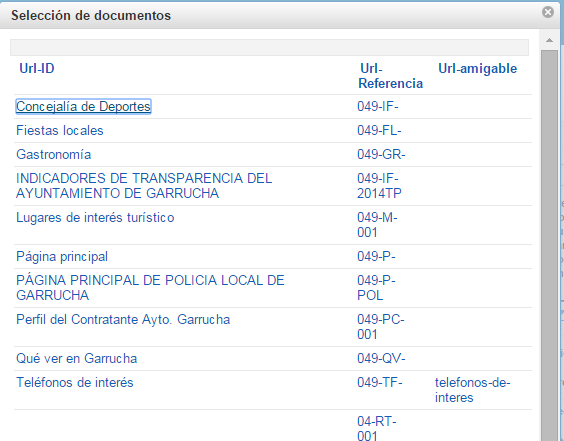 Selección de documentos
Url-ID Url-Referencia Url-amigable
Concejalía de Deportes 049-IF-
Fiestas locales 049-FL-
Gastronomía 049-GR-
INDICADORES DE TRANSPARENCIA DEL 049-IF-
AYUNTAMIENTO DE GARRUCHA 2014TP
Lugares de interés turístico 049-M-
001
Página principal 049-P-
PÁGINA PRINCIPAL DE POLICIA LOCAL DE 049-P-
GARRUCHA POL
Perfil del Contratante Ayto. Garrucha 049-PC-
001
Qué ver en Garrucha 049-QV-
Teléfonos de interés 049-TF- telefonos-de-
interes
04-RT-
001